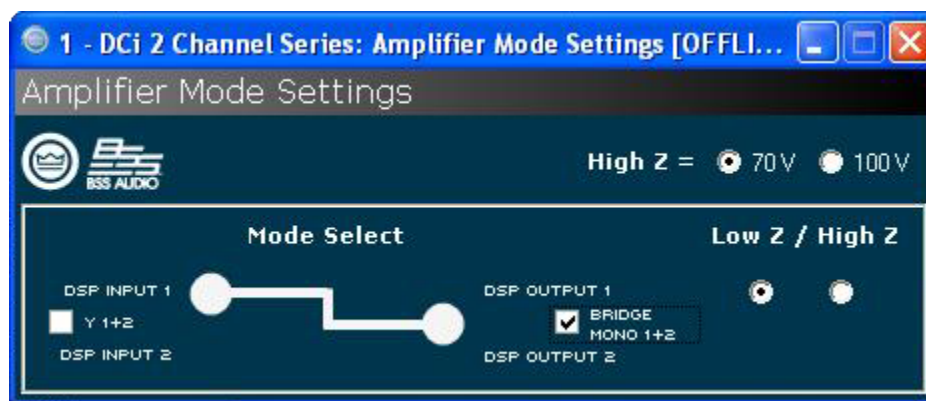 1 - DCi 2 Channel Series: Amplifier Mode Settings [OFFLI...
Amplifier Mode Settings
BSS AUDIO
High Z = 70V 100V
Mode Select
Low Z / High Z
DSP INPUT 1
DSP OUTPUT 1
Y 1+2
BRIDGE
MONO 1+2
DSP INPUT 2
DSP OUTPUT 2